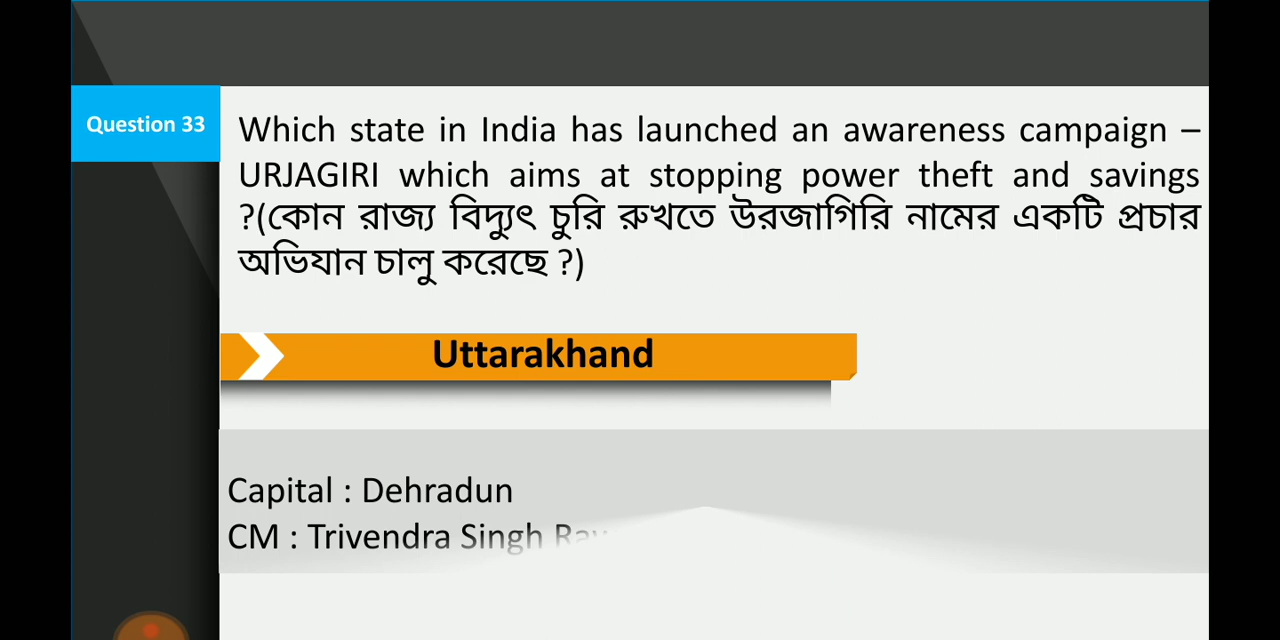 Question 33
Which state in India has launched an awareness campaign –
URJAGIRI which aims at stopping power theft and savings
?(কোন রাজ্য বিদ্যুৎ চুরি রুখতে উরজাগিরি নামের একটি প্রচার
অভিযান চালু করেছে ?)
Uttarakhand
Capital : Dehradun
CM : Trivendra Singh